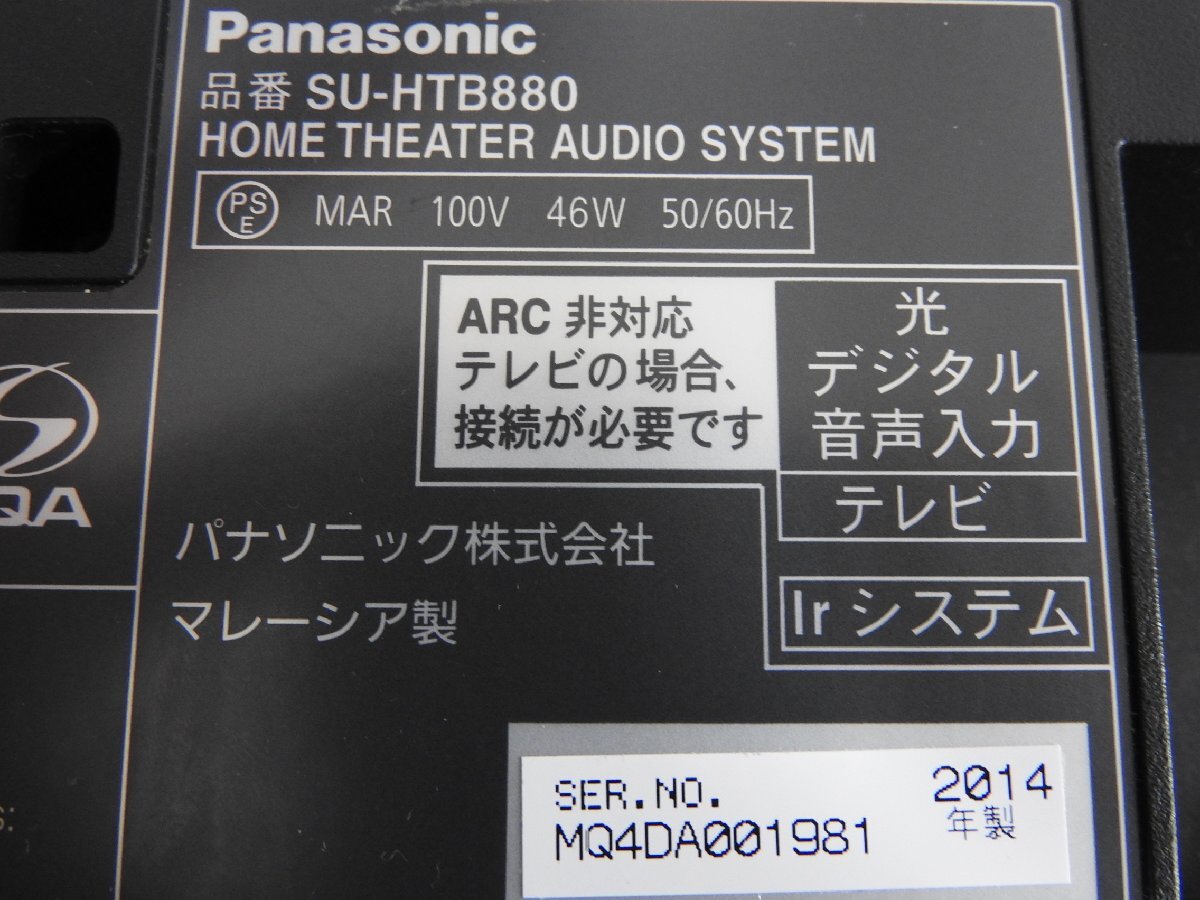 Panasonic
品番 SU-HTB880
HOME THEATER AUDIO SYSTEM
PS E MAR 100V 46W 50/60Hz
ARC 非対応
テレビの場合、
接続が必要です
光
デジタル
音声入力
テレビ
QA
パナソニック株式会社
マレーシア製
Ir システム
SER.NO. 2014
年製
MQ4DA001981
S: